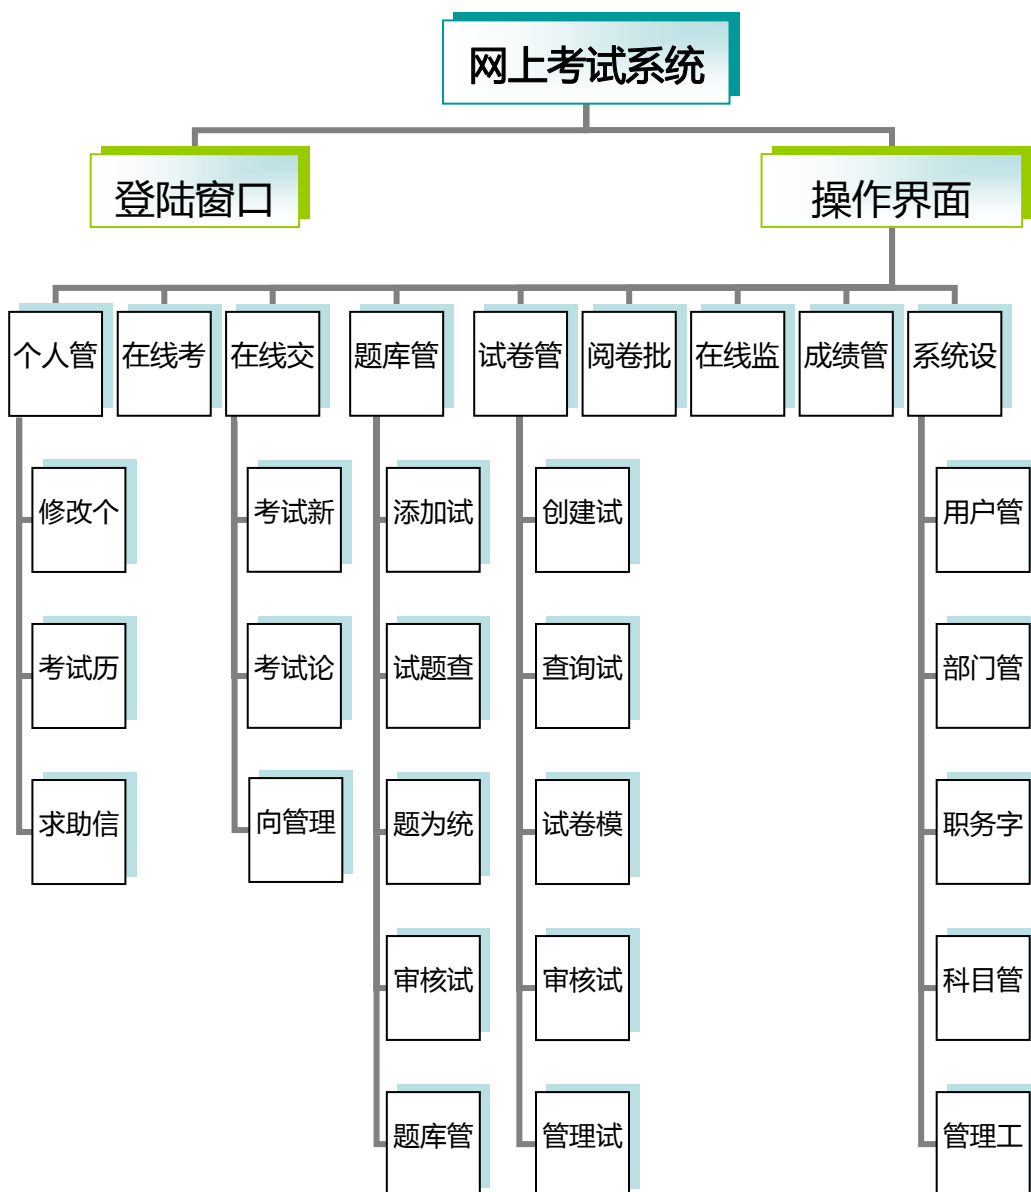 网上考试系统
登陆窗口
操作界面
个人管
在线考
在线交
题库管
试卷管
阅卷批
在线监
成绩管
系统设
修改个
考试新
添加试
创建试
用户管
考试历
考试论
试题查
查询试
部门管
求助信
向管理
题为统
试卷模
职务字
审核试
审核试
科目管
题库管
管理试
管理工